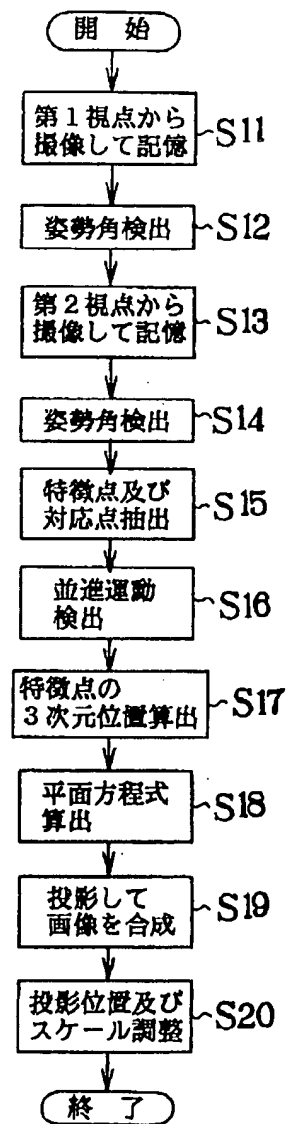 開 始
第1視点から
撮像して記憶
S11
姿勢角検出
S12
第2視点から
撮像して記憶
S13
姿勢角検出
S14
特徴点及び
対応点抽出
S15
並進運動
検出
S16
特徴点の
3次元位置算出
S17
平面方程式
算出
S18
投影して
画像を合成
S19
投影位置及び
スケール調整
S20
終 了